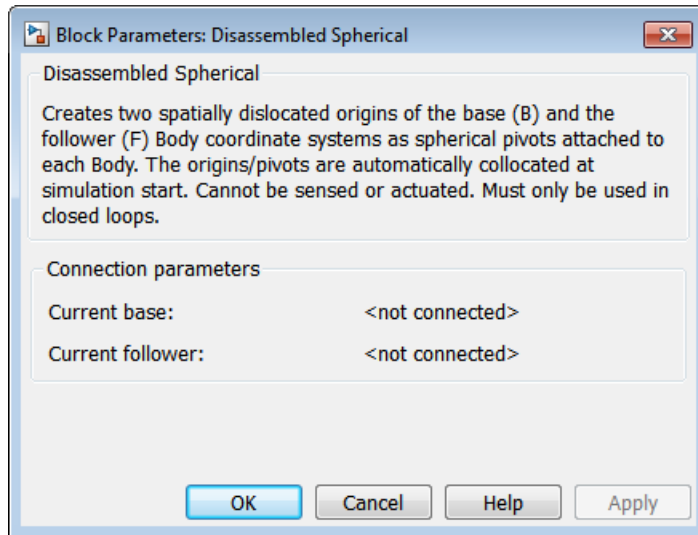 Block Parameters: Disassembled Spherical
Disassembled Spherical
Creates two spatially dislocated origins of the base (B) and the
follower (F) Body coordinate systems as spherical pivots attached to
each Body. The origins/pivots are automatically collocated at
simulation start. Cannot be sensed or actuated. Must only be used in
closed loops.
Connection parameters
Current base: <not connected>
Current follower: <not connected>
OK Cancel Help Apply